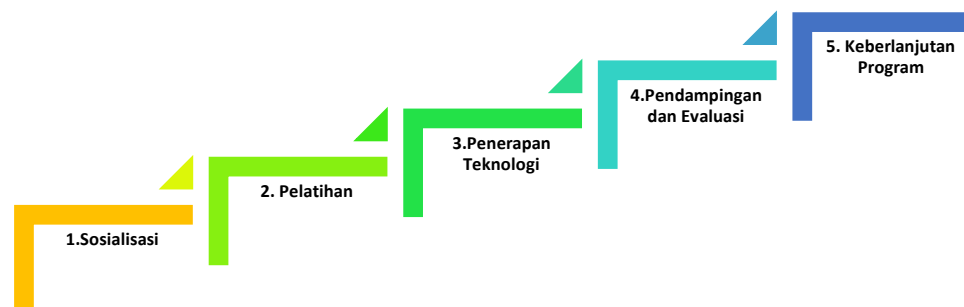 1.Sosialisasi
2. Pelatihan
3.Penerapan
Teknologi
4.Pendampingan
dan Evaluasi
5. Keberlanjutan
Program